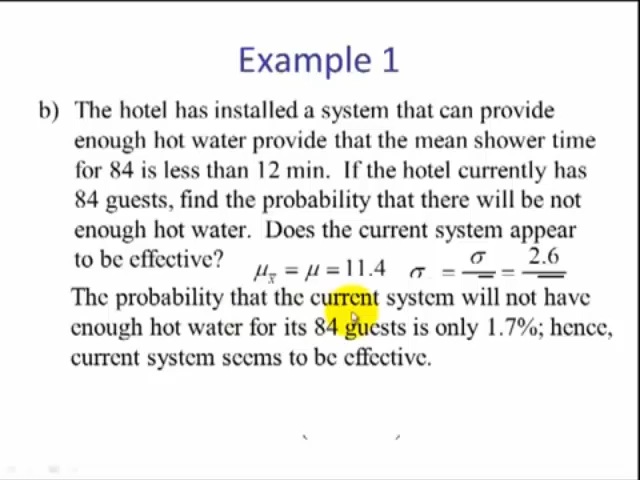 Example 1
b) The hotel has installed a system that can provide
enough hot water provide that the mean shower time
for 84 is less than 12 min. If the hotel currently has
84 guests, find the probability that there will be not
enough hot water. Does the current system appear
to be effective? μx̄ = μ = 11.4 σ = σ = 2.6
The probability that the current system will not have
enough hot water for its 84 guests is only 1.7%; hence,
current system seems to be effective.